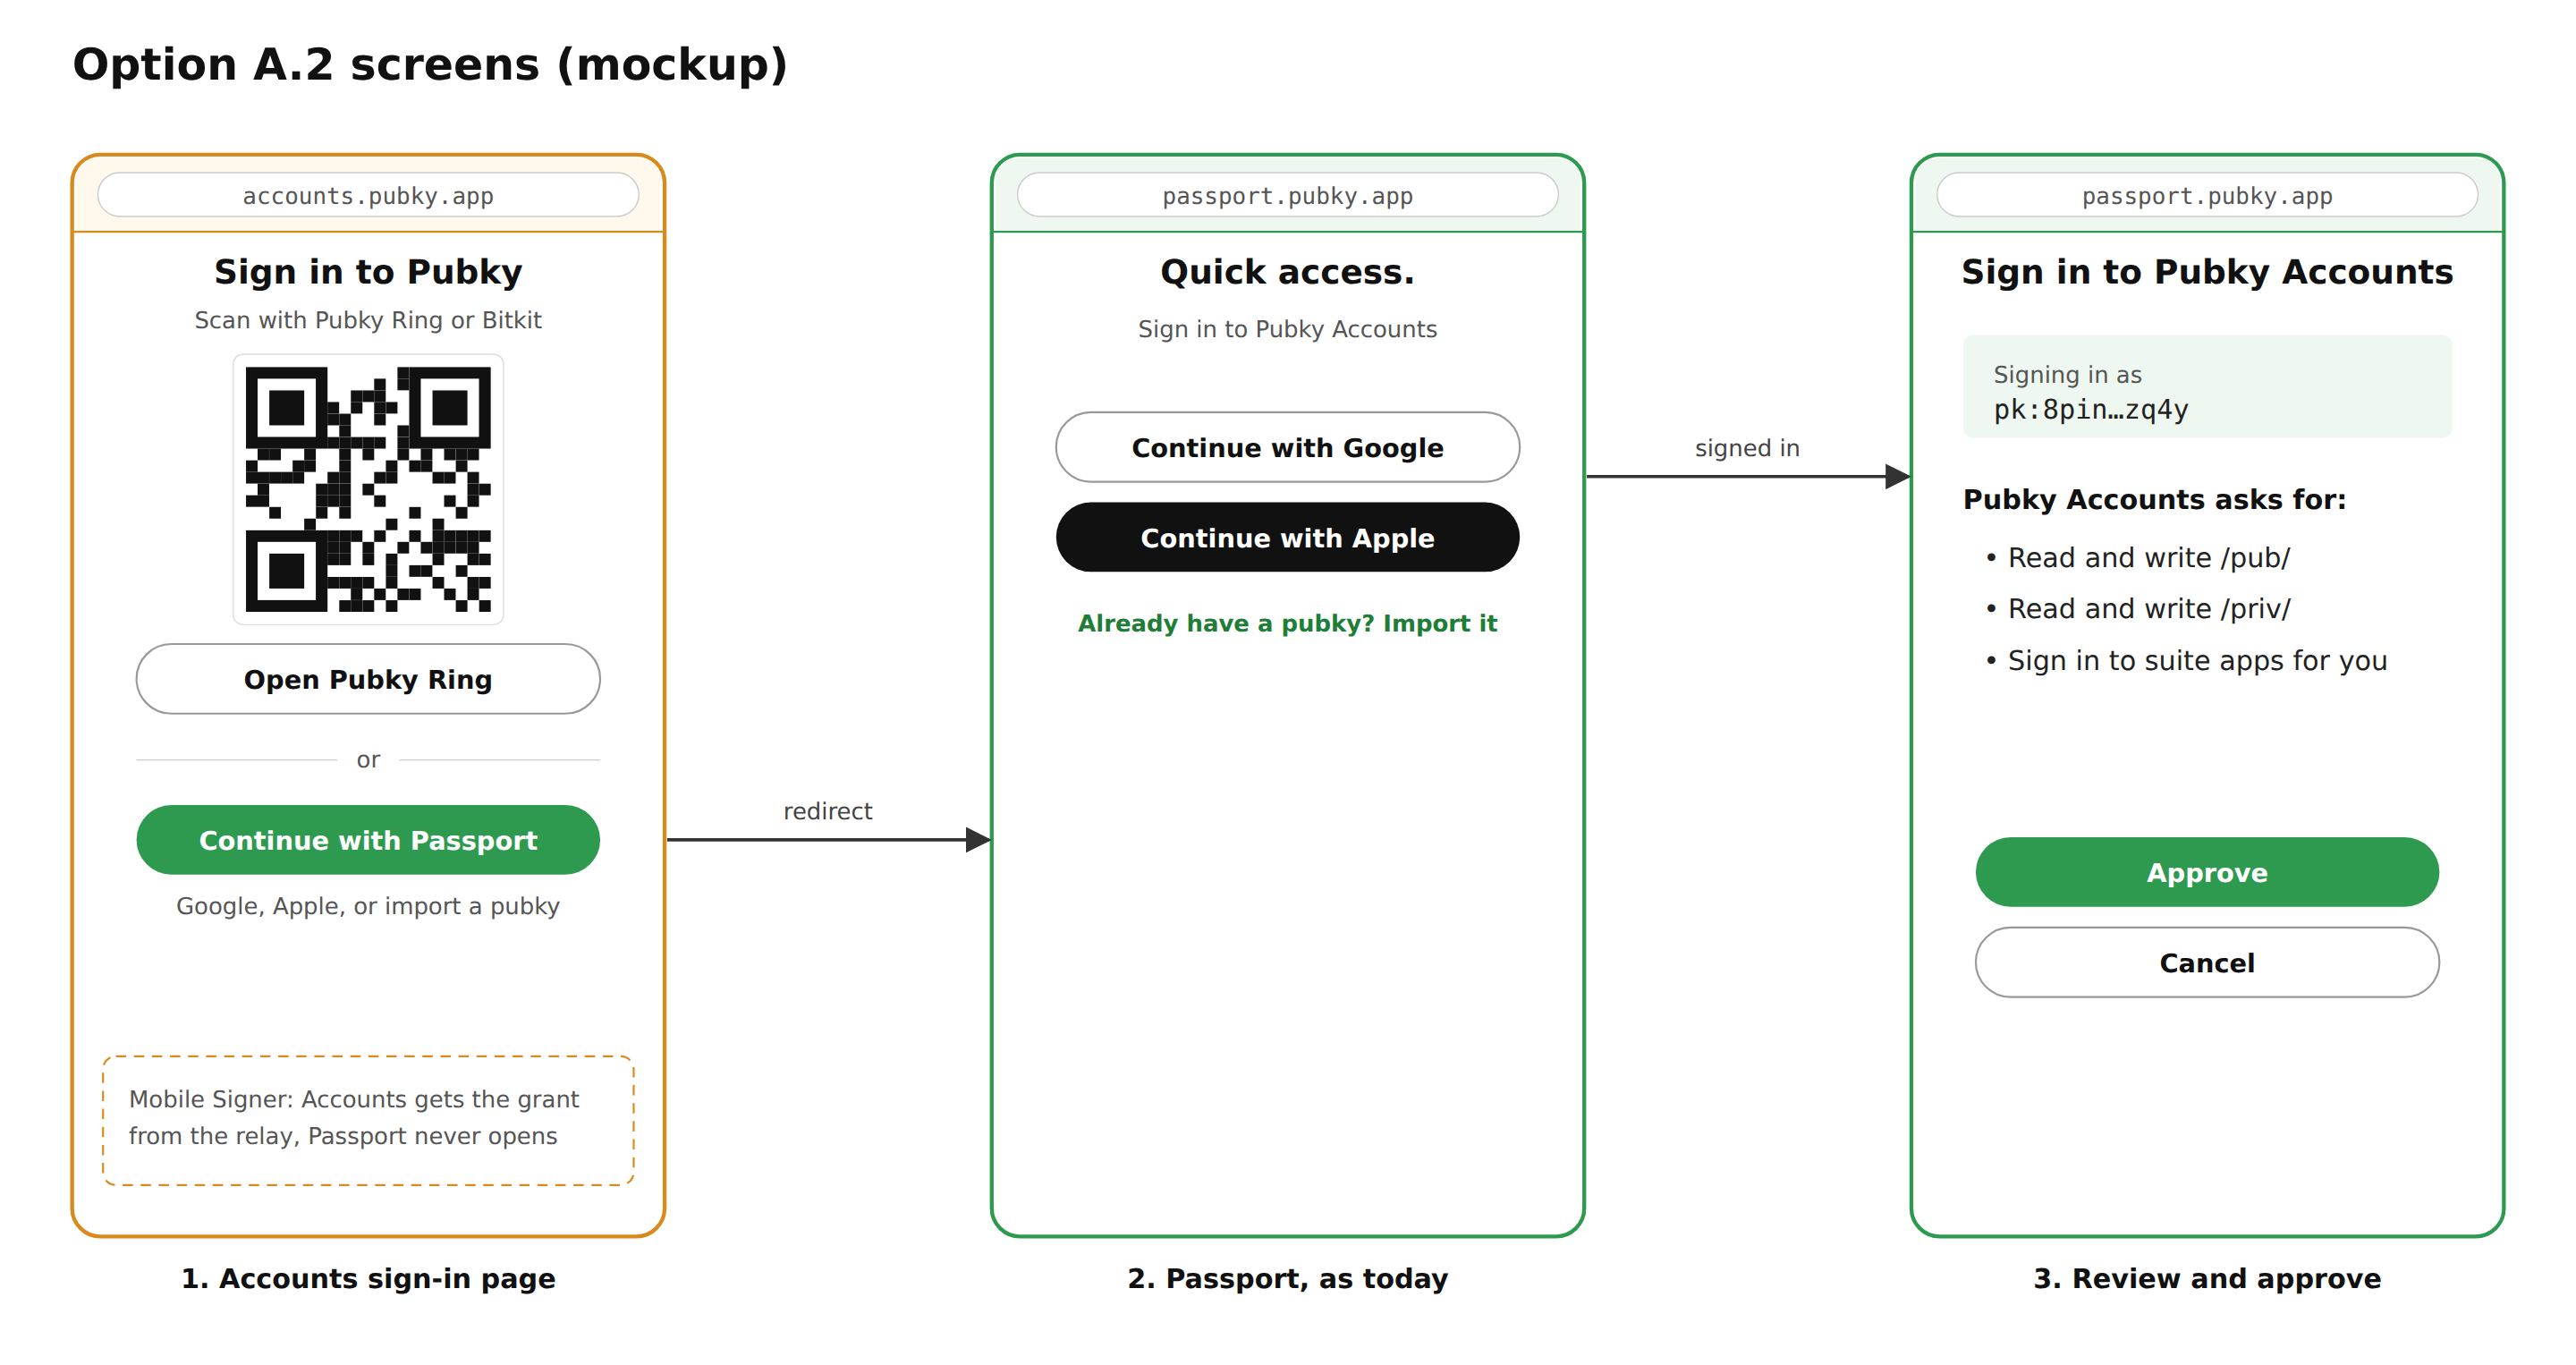 Option A.2 screens (mockup)
accounts.pubky.app
Sign in to Pubky
Scan with Pubky Ring or Bitkit
Open Pubky Ring
or
Continue with Passport
Google, Apple, or import a pubky
Mobile Signer: Accounts gets the grant
from the relay, Passport never opens
1. Accounts sign-in page
redirect
passport.pubky.app
Quick access.
Sign in to Pubky Accounts
Continue with Google
Continue with Apple
Already have a pubky? Import it
2. Passport, as today
signed in
passport.pubky.app
Sign in to Pubky Accounts
Signing in as
pk:8pin…zq4y
Pubky Accounts asks for:
• Read and write /pub/
• Read and write /priv/
• Sign in to suite apps for you
Approve
Cancel
3. Review and approve